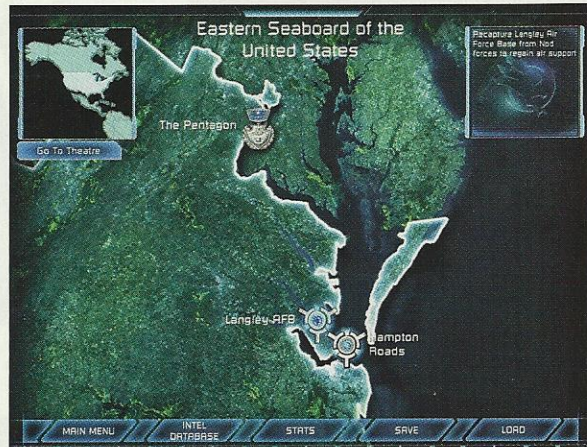 Eastern Seaboard of the
United States
Recapture Langley Air
Force Base from Nod
forces to regain air support
Go To Theatre
The Pentagon
Langley AFB
Hampton
Roads
MAIN MENU
INTEL
DATABASE
STATS
SAVE
LOAD